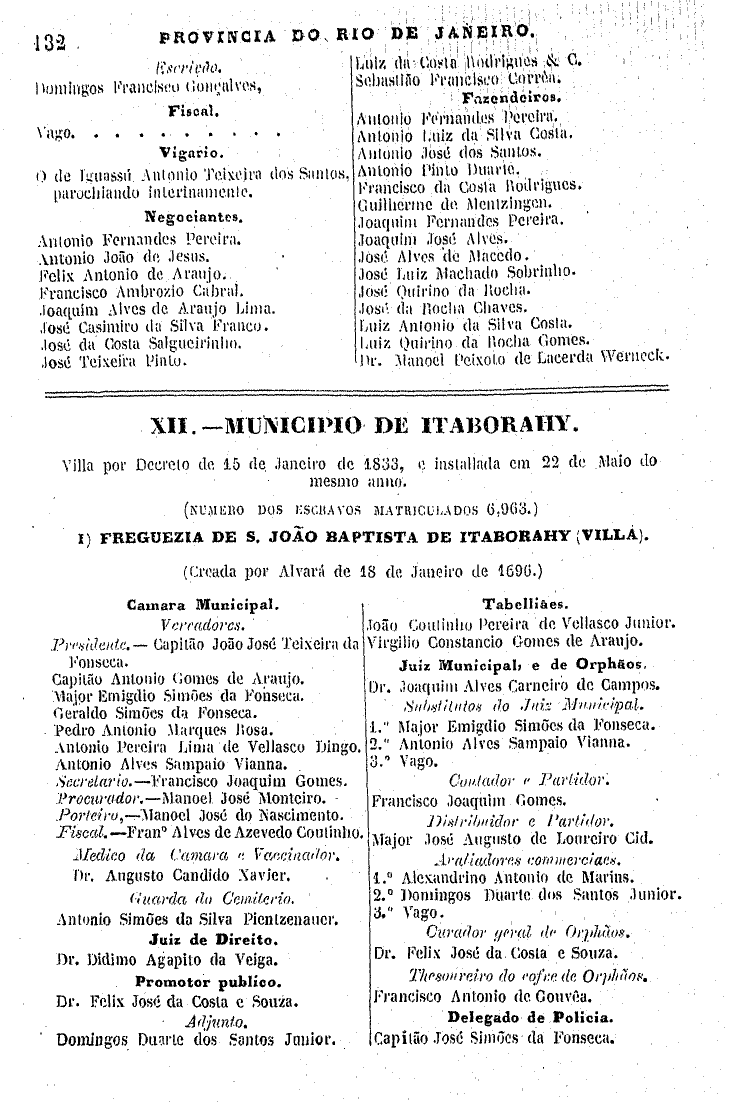 132
PROVINCIA DO RIO DE JANEIRO.
Escrivão.
Domingos Francisco Gonçalves,
Fiscal.
Vago. . . . . . . . . .
Vigario.
O de Iguassú Antonio Teixeira dos Santos,
parochiando interinamente.
Negociantes.
Antonio Fernandes Pereira.
Antonio João de Jesus.
Felix Antonio de Araujo.
Francisco Ambrozio Cabral.
Joaquim Alves de Araujo Lima.
José Casimiro da Silva Franco.
José da Costa Salgueirinho.
José Teixeira Pinto.
Luiz da Costa Rodrigues & C.
Sebastião Francisco Corrêa.
Fazendeiros.
Antonio Fernandes Pereira.
Antonio Luiz da Silva Costa.
Antonio José dos Santos.
Antonio Pinto Duarte.
Francisco da Costa Rodrigues.
Guilherme de Mentzingen.
Joaquim Fernandes Pereira.
Joaquim José Alves.
José Alves de Macedo.
José Luiz Machado Sobrinho.
José Quirino da Rocha.
José da Rocha Chaves.
Luiz Antonio da Silva Costa.
Luiz Quirino da Rocha Gomes.
Dr. Manoel Peixoto de Lacerda Werneck.
XII.—MUNICIPIO DE ITABORAHY.
Villa por Decreto de 15 de Janeiro de 1833, e installada em 22 de Maio do
mesmo anno.
(NUMERO DOS ESCRAVOS MATRICULADOS 6,963.)
I) FREGUEZIA DE S. JOÃO BAPTISTA DE ITABORAHY (VILLA).
(Creada por Alvará de 18 de Janeiro de 1696.)
Camara Municipal.
Vereadores.
Presidente.— Capitão João José Teixeira da
Fonseca.
Capitão Antonio Gomes de Araujo.
Major Emigdio Simões da Fonseca.
Geraldo Simões da Fonseca.
Pedro Antonio Marques Rosa.
Antonio Pereira Lima de Vellasco Dingo.
Antonio Alves Sampaio Vianna.
Secretario.—Francisco Joaquim Gomes.
Procurador.—Manoel José Monteiro.
Porteiro,—Manoel José do Nascimento.
Fiscal.—Franº Alves de Azevedo Coutinho.
Medico da Camara e Vaccinador.
Dr. Augusto Candido Xavier.
Guarda do Cemiterio.
Antonio Simões da Silva Pientzenauer.
Juiz de Direito.
Dr. Didimo Agapito da Veiga.
Promotor publico.
Dr. Felix José da Costa e Souza.
Adjunto.
Domingos Duarte dos Santos Junior.
Tabelliães.
João Coutinho Pereira de Vellasco Junior.
Virgilio Constancio Gomes de Araujo.
Juiz Municipal, e de Orphãos.
Dr. Joaquim Alves Carneiro de Campos.
Substitutos do Juiz Municipal.
1.º Major Emigdio Simões da Fonseca.
2.º Antonio Alves Sampaio Vianna.
3.º Vago.
Contador e Partidor.
Francisco Joaquim Gomes.
Distribuidor e Partidor.
Major José Augusto de Loureiro Cid.
Avaliadores commerciaes.
1.º Alexandrino Antonio de Marins.
2.º Domingos Duarte dos Santos Junior.
3.º Vago.
Curador geral de Orphãos.
Dr. Felix José da Costa e Souza.
Thesoureiro do cofre de Orphãos.
Francisco Antonio de Gouvêa.
Delegado de Policia.
Capitão José Simões da Fonseca.